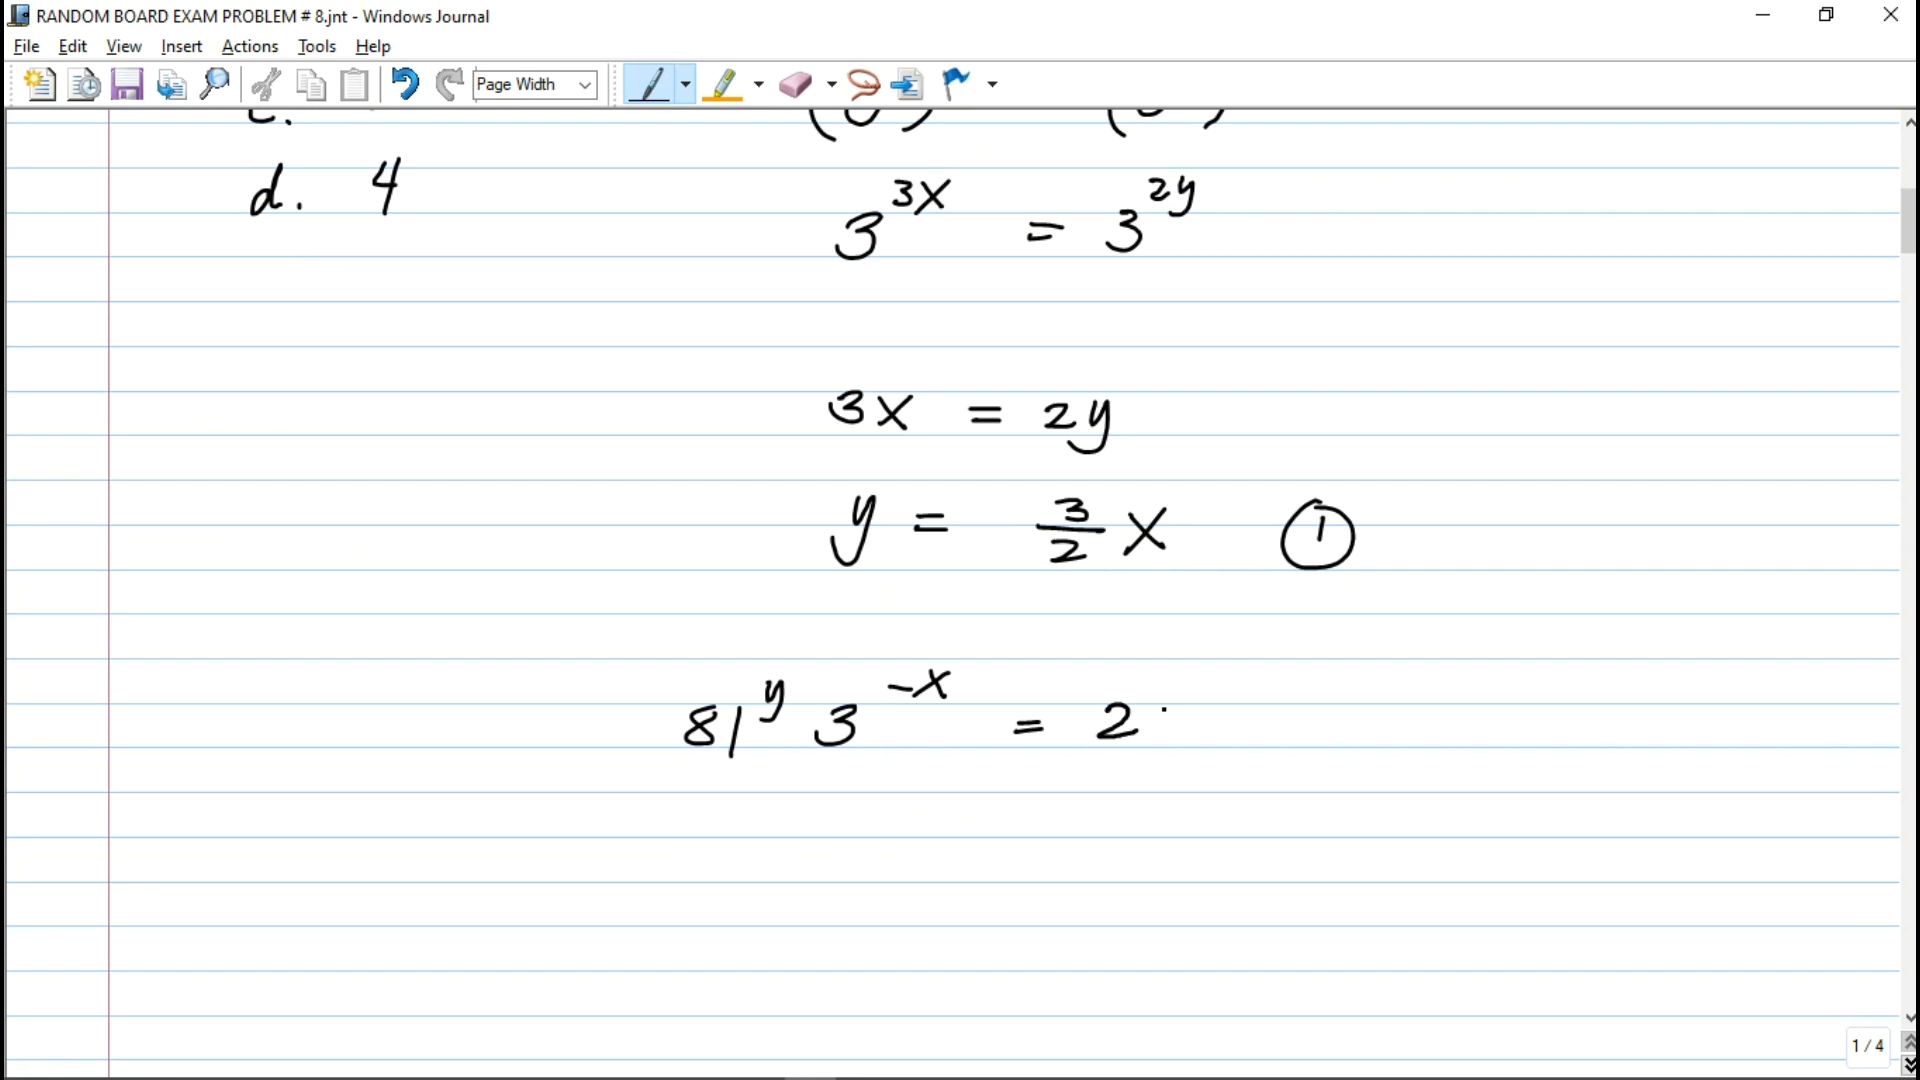 RANDOM BOARD EXAM PROBLEM # 8.jnt - Windows Journal
File Edit View Insert Actions Tools Help
Page Width
d. 4
3^{3x} = 3^{2y}
3x = 2y
y = 3/2 x ①
81^y 3^{-x} = 2
1 / 4